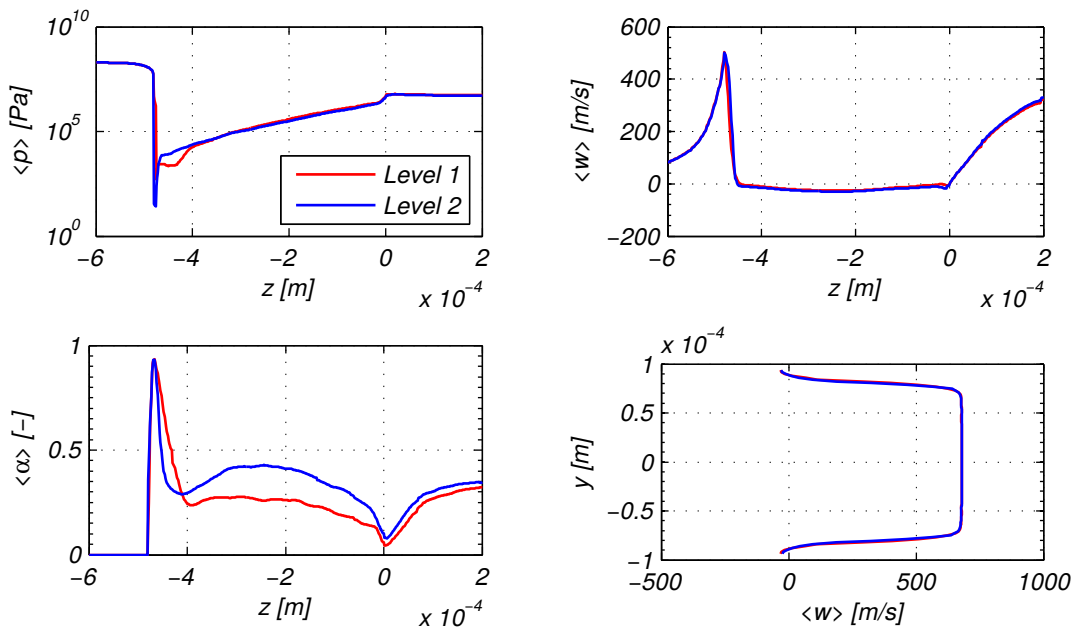 10^10
10^5
10^0
<p> [Pa]
Level 1
Level 2
−6 −4 −2 0 2
z [m]
x 10^−4
600
400
200
0
−200
<w> [m/s]
−6 −4 −2 0 2
z [m]
x 10^−4
1
0.5
0
<α> [−]
−6 −4 −2 0 2
z [m]
x 10^−4
x 10^−4
1
0.5
0
−0.5
−1
y [m]
−500 0 500 1000
<w> [m/s]